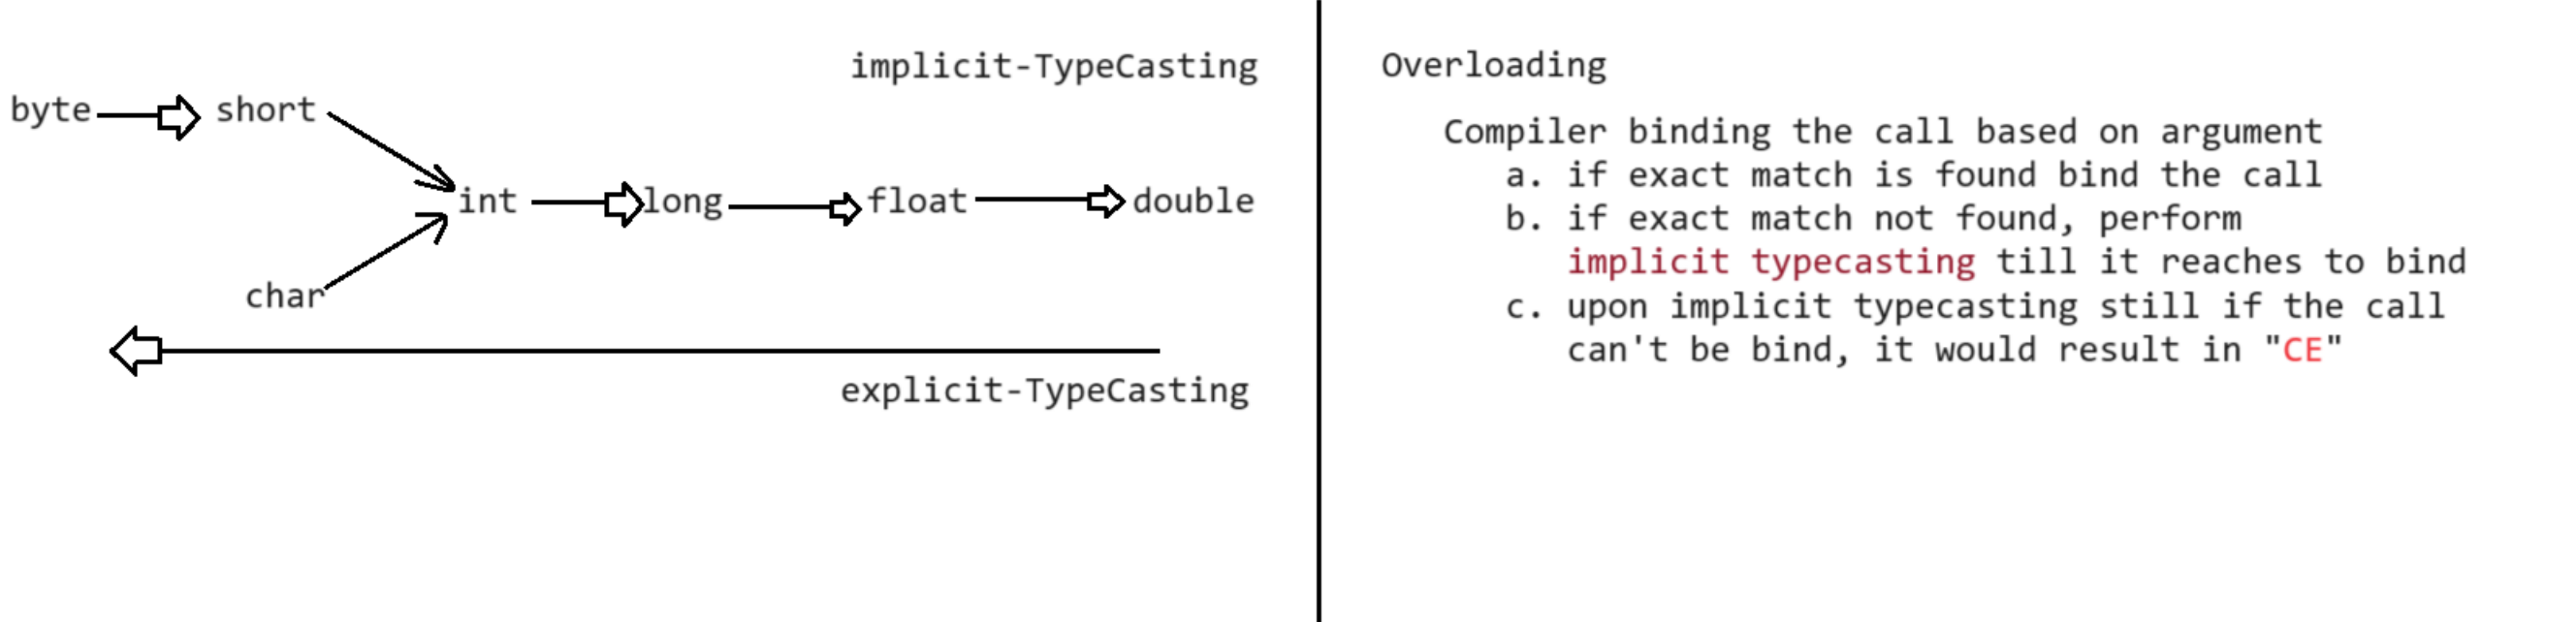 implicit-TypeCasting
byte short
int long float double
char
explicit-TypeCasting
Overloading
Compiler binding the call based on argument
a. if exact match is found bind the call
b. if exact match not found, perform
implicit typecasting till it reaches to bind
c. upon implicit typecasting still if the call
can't be bind, it would result in "CE"